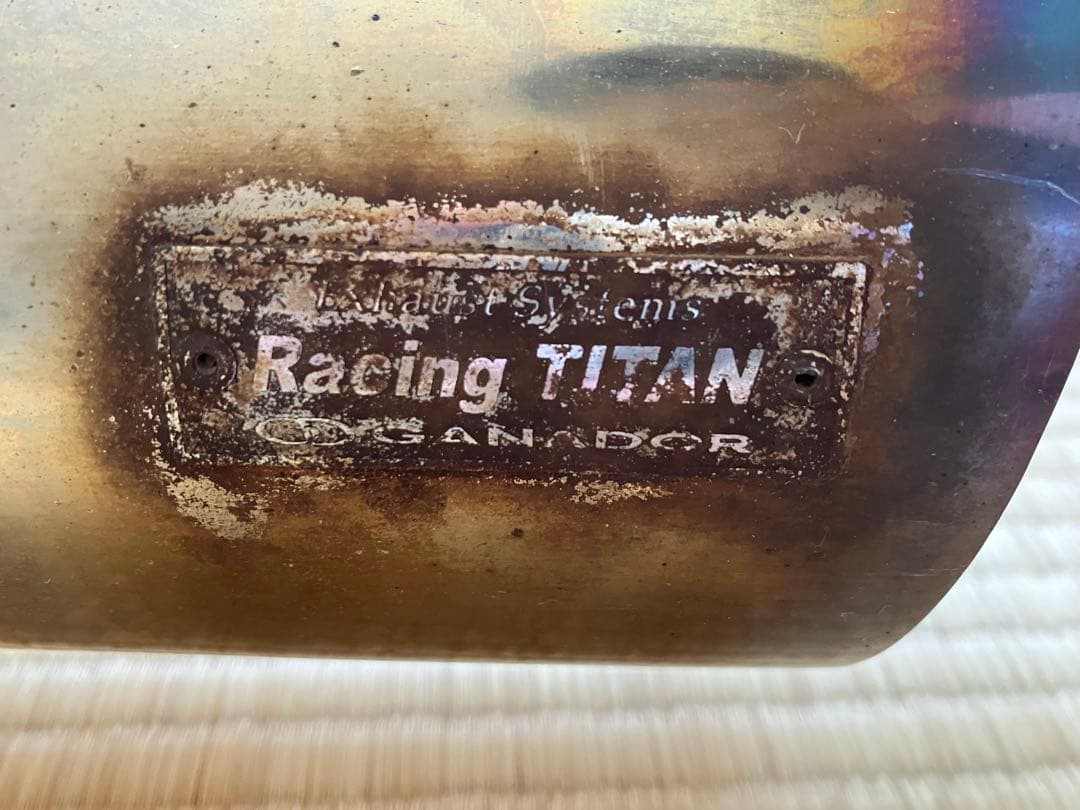 Exhaust Systems
Racing TITAN
GANADOR